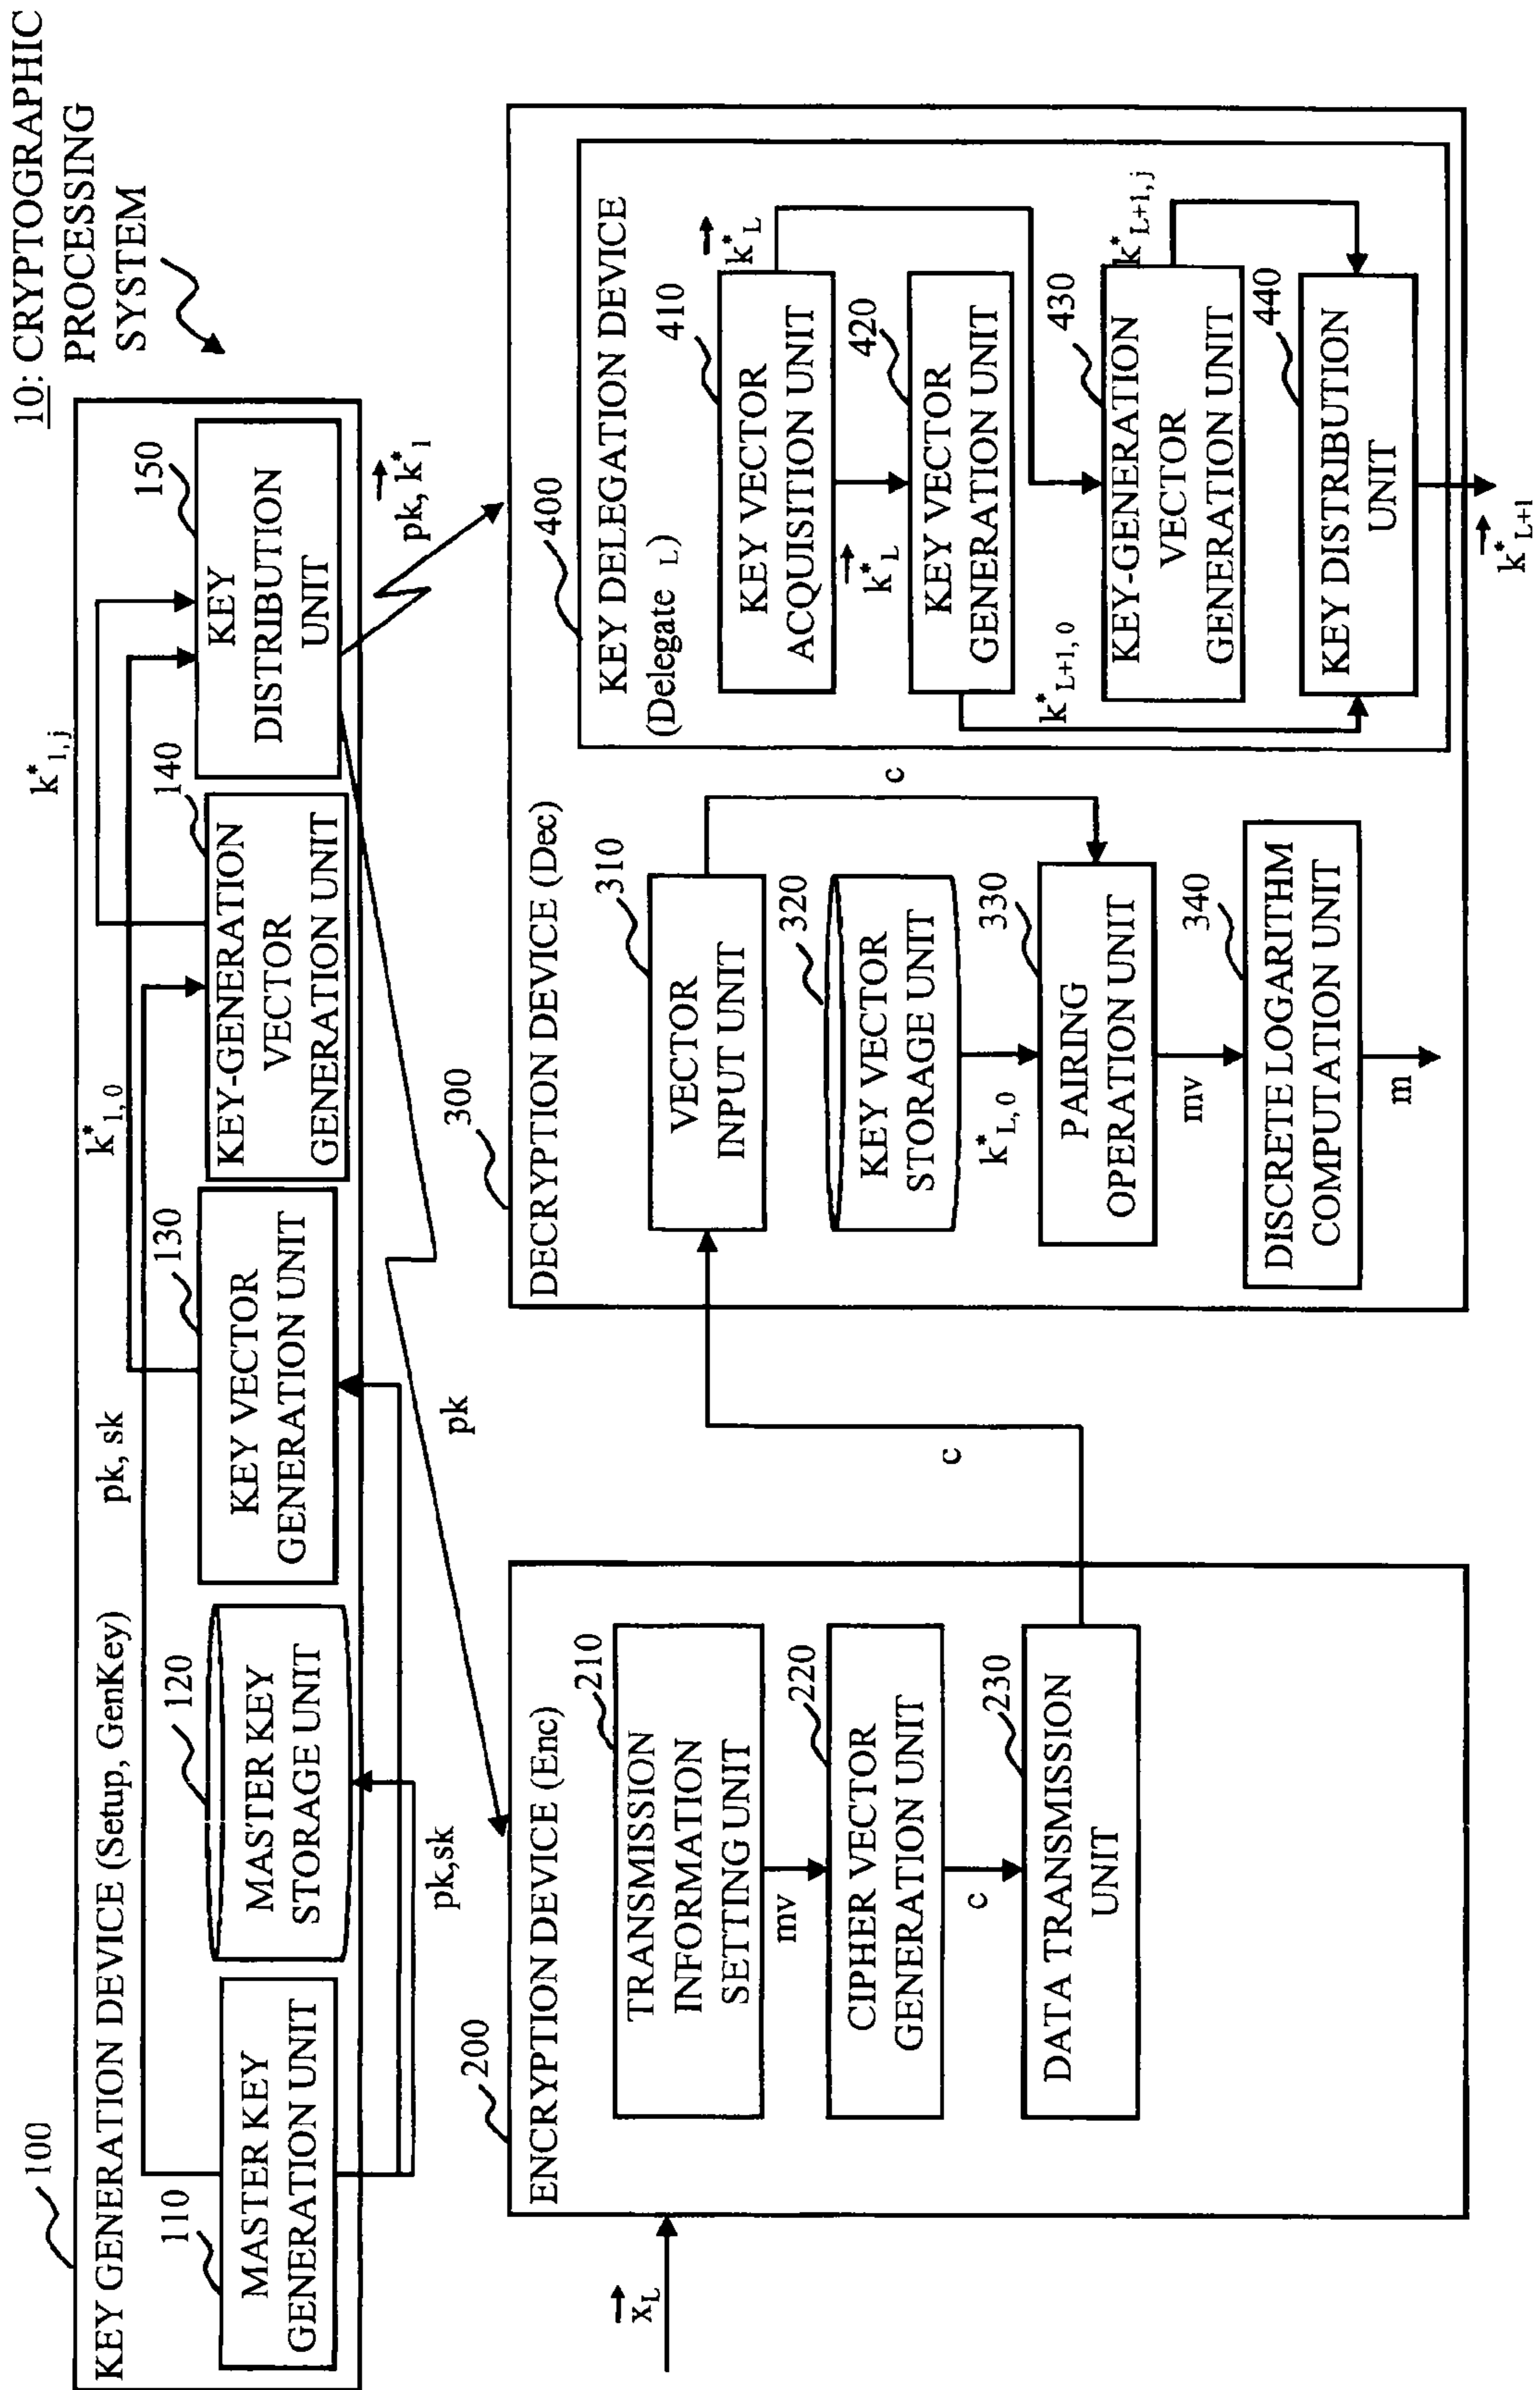 10: CRYPTOGRAPHIC
PROCESSING
SYSTEM
100
KEY GENERATION DEVICE (Setup, GenKey)
110
MASTER KEY
GENERATION UNIT
120
MASTER KEY
STORAGE UNIT
130
KEY VECTOR
GENERATION UNIT
140
KEY-GENERATION
VECTOR
GENERATION UNIT
150
KEY
DISTRIBUTION
UNIT
pk, sk
k*1,0
k*1,j
pk,sk
pk
pk, k⃗*1
200
ENCRYPTION DEVICE (Enc)
x⃗L
210
TRANSMISSION
INFORMATION
SETTING UNIT
mv
220
CIPHER VECTOR
GENERATION UNIT
c
230
DATA TRANSMISSION
UNIT
c
300
DECRYPTION DEVICE (Dec)
310
VECTOR
INPUT UNIT
c
320
KEY VECTOR
STORAGE UNIT
k*L,0
330
PAIRING
OPERATION UNIT
mv
340
DISCRETE LOGARITHM
COMPUTATION UNIT
m
400
KEY DELEGATION DEVICE
(Delegate L)
410
KEY VECTOR
ACQUISITION UNIT
k⃗*L
k⃗*L
420
KEY VECTOR
GENERATION UNIT
k*L+1,0
430
KEY-GENERATION
VECTOR
GENERATION UNIT
k*L+1,j
440
KEY DISTRIBUTION
UNIT
k⃗*L+1